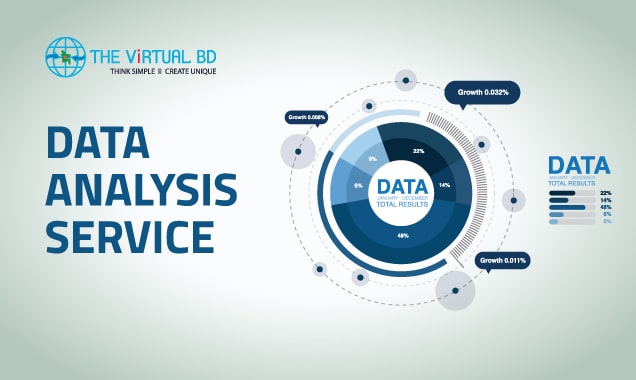 THE ViRTUAL BD
THINK SIMPLE II CREATE UNIQUE
DATA
ANALYSIS
SERVICE
Growth 0.032%
Growth 0.008%
22%
9%
6%
14%
48%
DATA
JANUARY - DECEMBER
TOTAL RESULTS
Growth 0.011%
DATA
JANUARY - DECEMBER
TOTAL RESULTS
22%
14%
48%
6%
9%